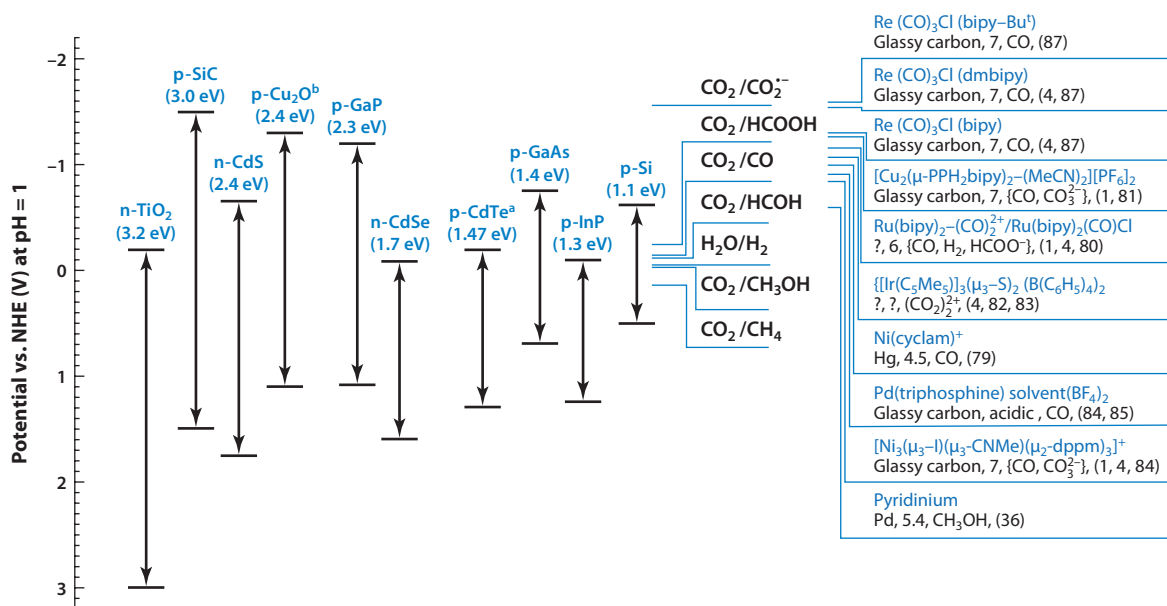 Potential vs. NHE (V) at pH = 1
–2
–1
0
1
2
3
n-TiO₂
(3.2 eV)
p-SiC
(3.0 eV)
n-CdS
(2.4 eV)
p-Cu₂Oᵇ
(2.4 eV)
p-GaP
(2.3 eV)
n-CdSe
(1.7 eV)
p-CdTeᵃ
(1.47 eV)
p-GaAs
(1.4 eV)
p-InP
(1.3 eV)
p-Si
(1.1 eV)
CO₂/CO₂•⁻
CO₂/HCOOH
CO₂/CO
CO₂/HCOH
H₂O/H₂
CO₂/CH₃OH
CO₂/CH₄
Re (CO)₃Cl (bipy–Buᵗ)
Glassy carbon, 7, CO, (87)
Re (CO)₃Cl (dmbipy)
Glassy carbon, 7, CO, (4, 87)
Re (CO)₃Cl (bipy)
Glassy carbon, 7, CO, (4, 87)
[Cu₂(μ-PPH₂bipy)₂–(MeCN)₂][PF₆]₂
Glassy carbon, 7, {CO, CO₃²⁻}, (1, 81)
Ru(bipy)₂–(CO)₂²⁺/Ru(bipy)₂(CO)Cl
?, 6, {CO, H₂, HCOO⁻}, (1, 4, 80)
{[Ir(C₅Me₅)]₃(μ₃–S)₂ (B(C₆H₅)₄)₂
?, ?, (CO₂)₂²⁺, (4, 82, 83)
Ni(cyclam)⁺
Hg, 4.5, CO, (79)
Pd(triphosphine) solvent(BF₄)₂
Glassy carbon, acidic , CO, (84, 85)
[Ni₃(μ₃–I)(μ₃-CNMe)(μ₂-dppm)₃]⁺
Glassy carbon, 7, {CO, CO₃²⁻}, (1, 4, 84)
Pyridinium
Pd, 5.4, CH₃OH, (36)